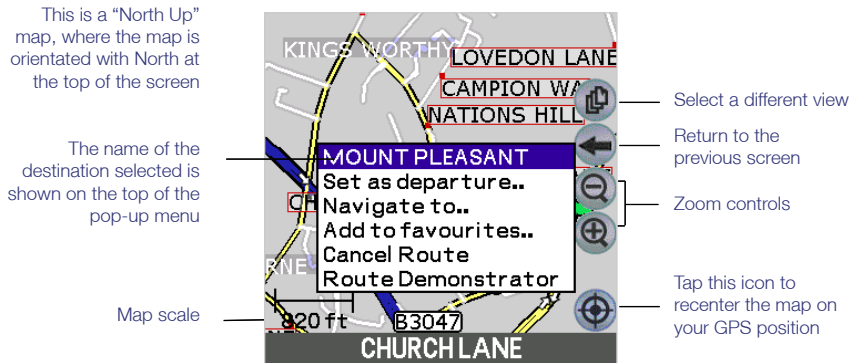 This is a “North Up”
map, where the map is
orientated with North at
the top of the screen
The name of the
destination selected is
shown on the top of the
pop-up menu
Map scale
KINGS WORTHY
LOVEDON LANE
CAMPION WA
NATIONS HILL
MOUNT PLEASANT
Set as departure..
Navigate to..
CH
Add to favourites..
Cancel Route
RNE
Route Demonstrator
820 ft
B3047
CHURCH LANE
Select a different view
Return to the
previous screen
Zoom controls
Tap this icon to
recenter the map on
your GPS position